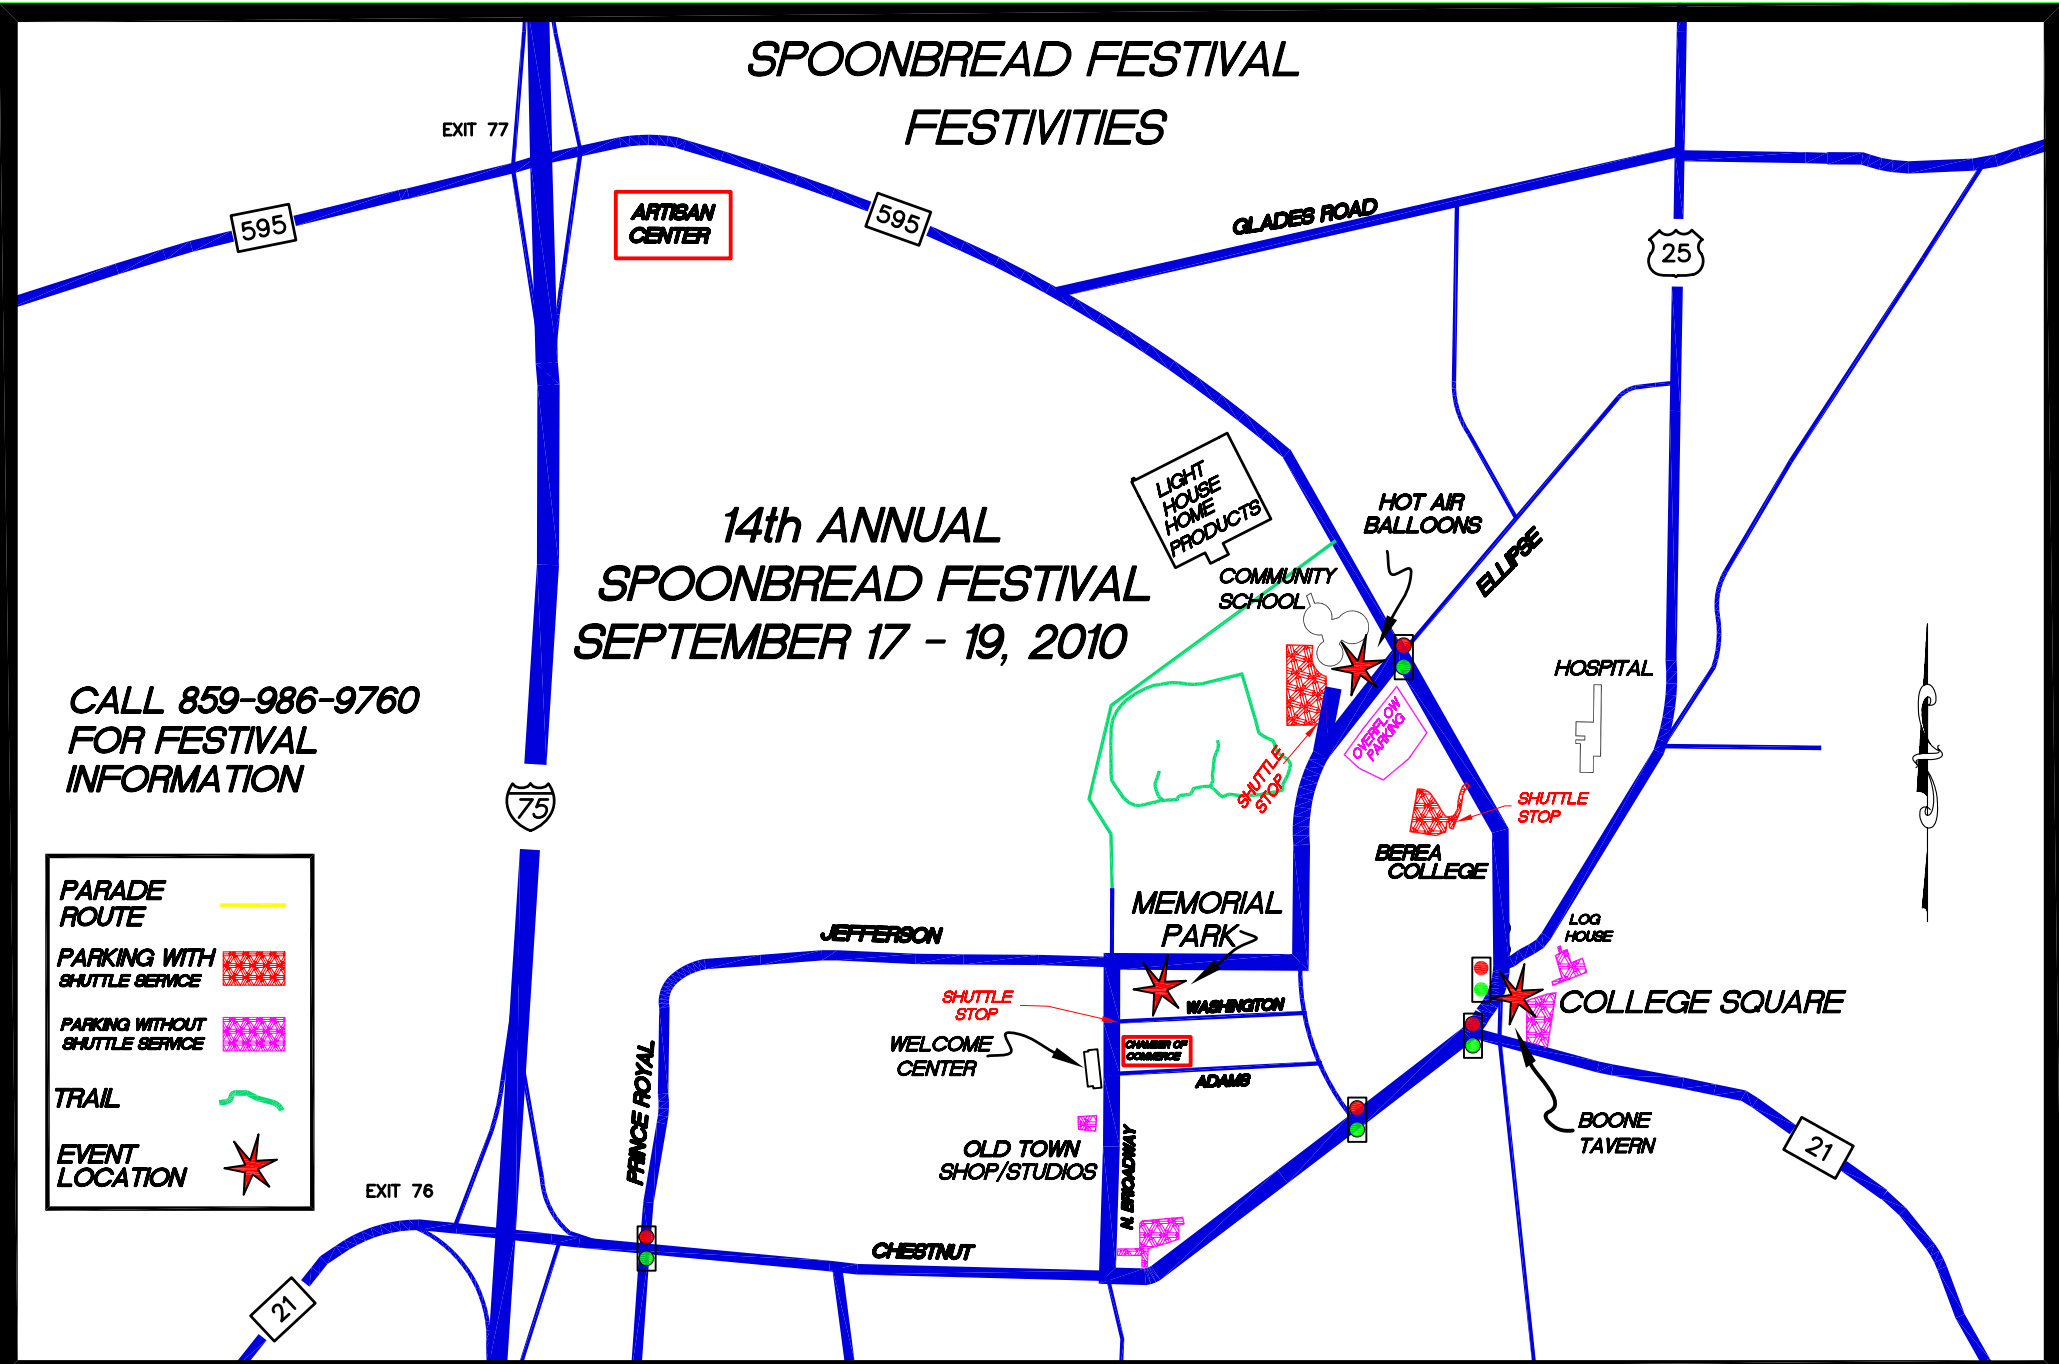 SPOONBREAD FESTIVAL
FESTIVITIES
EXIT 77
595
ARTISAN
CENTER
595
GLADES ROAD
25
LIGHT
HOUSE
HOME
PRODUCTS
HOT AIR
BALLOONS
14th ANNUAL
SPOONBREAD FESTIVAL
SEPTEMBER 17 - 19, 2010
ELLIPSE
COMMUNITY
SCHOOL
HOSPITAL
CALL 859-986-9760
FOR FESTIVAL
INFORMATION
OVERFLOW
PARKING
SHUTTLE
STOP
75
SHUTTLE
STOP
BEREA
COLLEGE
PARADE
ROUTE
PARKING WITH
SHUTTLE SERVICE
PARKING WITHOUT
SHUTTLE SERVICE
TRAIL
EVENT
LOCATION
MEMORIAL
PARK
JEFFERSON
LOG
HOUSE
SHUTTLE
STOP
WASHINGTON
COLLEGE SQUARE
WELCOME
CENTER
CHAMBER OF
COMMERCE
ADAMS
PRINCE ROYAL
OLD TOWN
SHOP/STUDIOS
N. BROADWAY
BOONE
TAVERN
21
EXIT 76
CHESTNUT
21